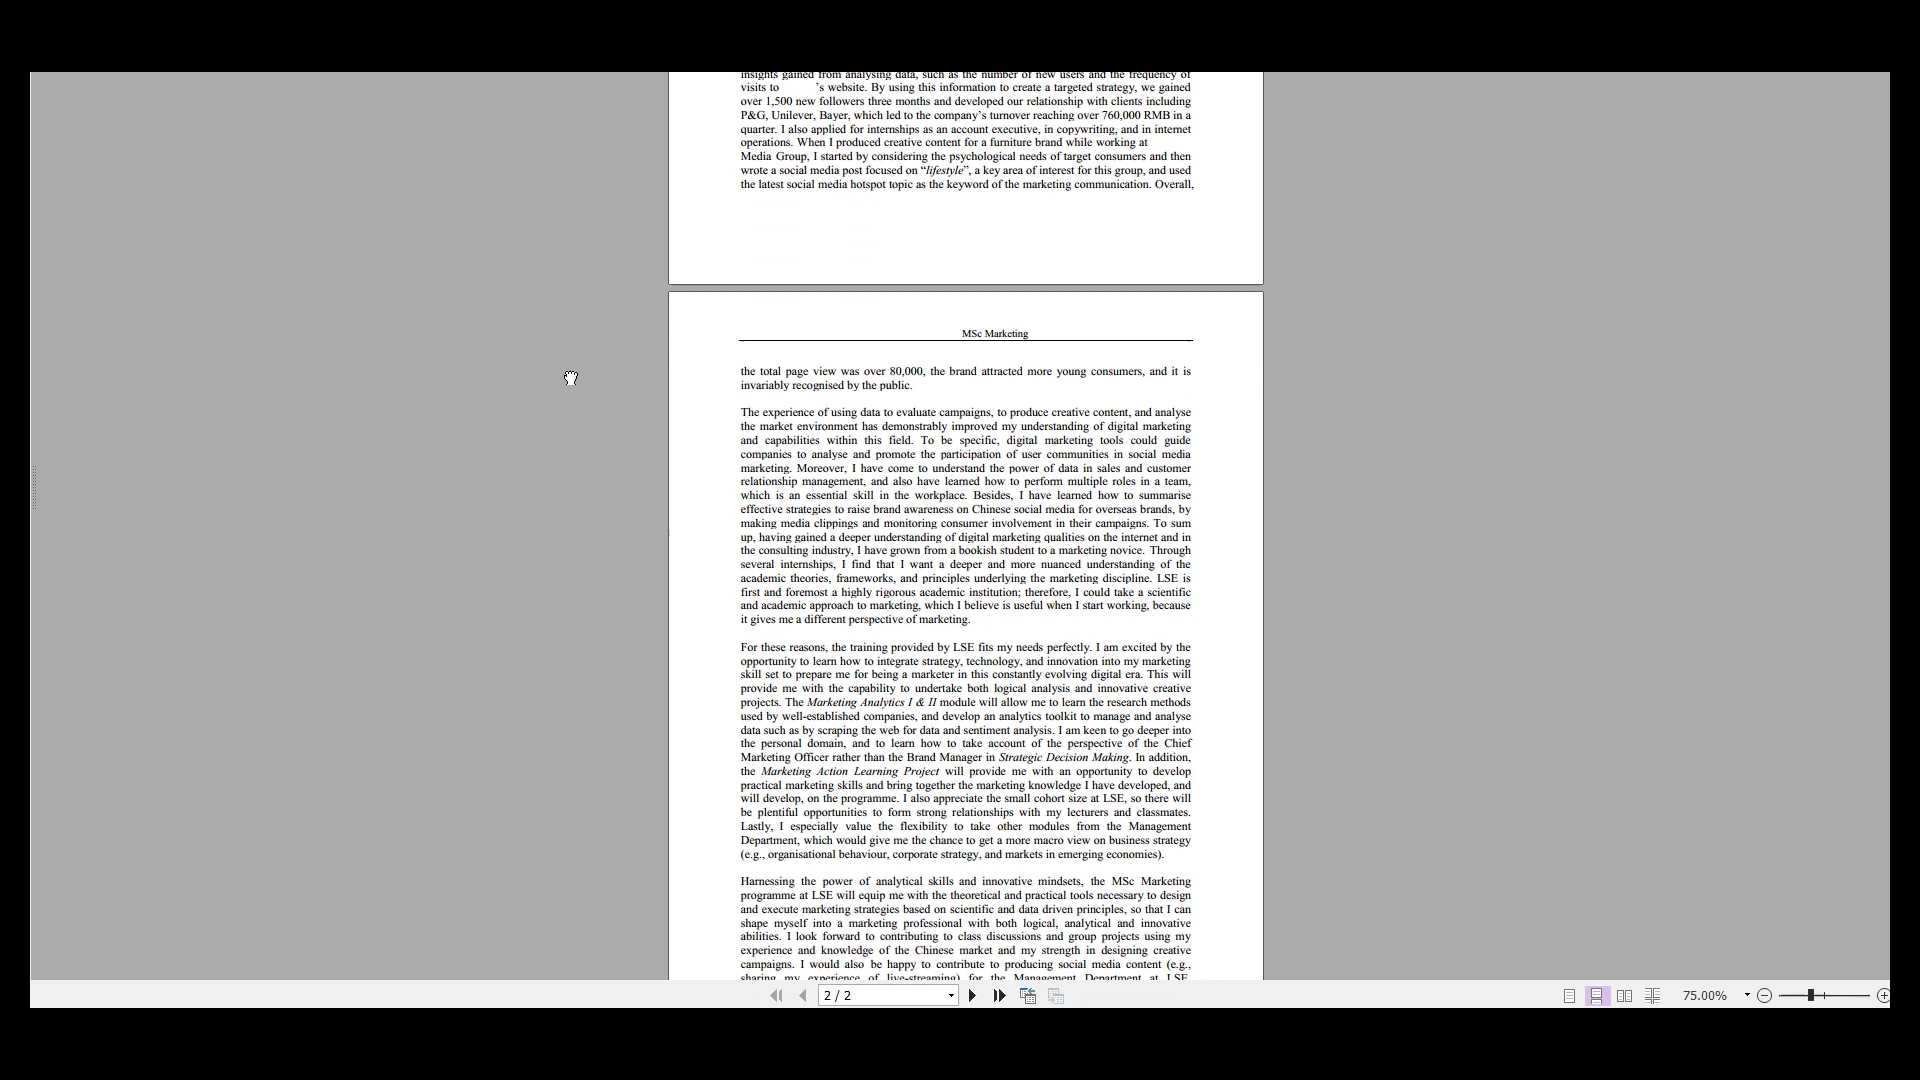 insights gained from analysing data, such as the number of new users and the frequency of
visits to 's website. By using this information to create a targeted strategy, we gained
over 1,500 new followers three months and developed our relationship with clients including
P&G, Unilever, Bayer, which led to the company's turnover reaching over 760,000 RMB in a
quarter. I also applied for internships as an account executive, in copywriting, and in internet
operations. When I produced creative content for a furniture brand while working at
Media Group, I started by considering the psychological needs of target consumers and then
wrote a social media post focused on “lifestyle”, a key area of interest for this group, and used
the latest social media hotspot topic as the keyword of the marketing communication. Overall,
MSc Marketing
the total page view was over 80,000, the brand attracted more young consumers, and it is
invariably recognised by the public.
The experience of using data to evaluate campaigns, to produce creative content, and analyse
the market environment has demonstrably improved my understanding of digital marketing
and capabilities within this field. To be specific, digital marketing tools could guide
companies to analyse and promote the participation of user communities in social media
marketing. Moreover, I have come to understand the power of data in sales and customer
relationship management, and also have learned how to perform multiple roles in a team,
which is an essential skill in the workplace. Besides, I have learned how to summarise
effective strategies to raise brand awareness on Chinese social media for overseas brands, by
making media clippings and monitoring consumer involvement in their campaigns. To sum
up, having gained a deeper understanding of digital marketing qualities on the internet and in
the consulting industry, I have grown from a bookish student to a marketing novice. Through
several internships, I find that I want a deeper and more nuanced understanding of the
academic theories, frameworks, and principles underlying the marketing discipline. LSE is
first and foremost a highly rigorous academic institution; therefore, I could take a scientific
and academic approach to marketing, which I believe is useful when I start working, because
it gives me a different perspective of marketing.
For these reasons, the training provided by LSE fits my needs perfectly. I am excited by the
opportunity to learn how to integrate strategy, technology, and innovation into my marketing
skill set to prepare me for being a marketer in this constantly evolving digital era. This will
provide me with the capability to undertake both logical analysis and innovative creative
projects. The Marketing Analytics I & II module will allow me to learn the research methods
used by well-established companies, and develop an analytics toolkit to manage and analyse
data such as by scraping the web for data and sentiment analysis. I am keen to go deeper into
the personal domain, and to learn how to take account of the perspective of the Chief
Marketing Officer rather than the Brand Manager in Strategic Decision Making. In addition,
the Marketing Action Learning Project will provide me with an opportunity to develop
practical marketing skills and bring together the marketing knowledge I have developed, and
will develop, on the programme. I also appreciate the small cohort size at LSE, so there will
be plentiful opportunities to form strong relationships with my lecturers and classmates.
Lastly, I especially value the flexibility to take other modules from the Management
Department, which would give me the chance to get a more macro view on business strategy
(e.g., organisational behaviour, corporate strategy, and markets in emerging economies).
Harnessing the power of analytical skills and innovative mindsets, the MSc Marketing
programme at LSE will equip me with the theoretical and practical tools necessary to design
and execute marketing strategies based on scientific and data driven principles, so that I can
shape myself into a marketing professional with both logical, analytical and innovative
abilities. I look forward to contributing to class discussions and group projects using my
experience and knowledge of the Chinese market and my strength in designing creative
campaigns. I would also be happy to contribute to producing social media content (e.g.,
sharing my experience of live-streaming) for the Management Department at LSE.
2 / 2
75.00%